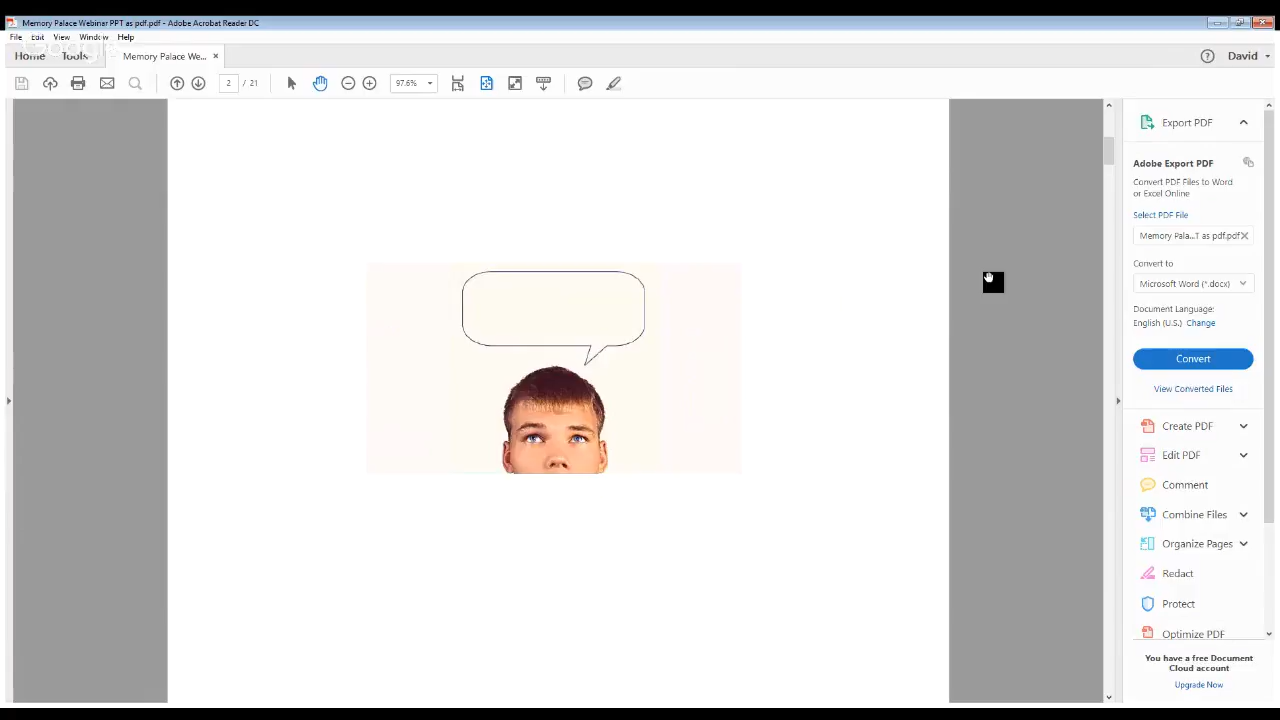 Memory Palace Webinar PPT as pdf.pdf - Adobe Acrobat Reader DC
File Edit View Window Help
Google
Home Tools Memory Palace We... × ? David
2 / 21 97.6%
Export PDF
Adobe Export PDF
Convert PDF Files to Word
or Excel Online
Select PDF File
Memory Pala...T as pdf.pdf ×
Convert to
Microsoft Word (*.docx)
Document Language:
English (U.S.) Change
Convert
View Converted Files
Create PDF
Edit PDF
Comment
Combine Files
Organize Pages
Redact
Protect
Optimize PDF
You have a free Document
Cloud account
Upgrade Now